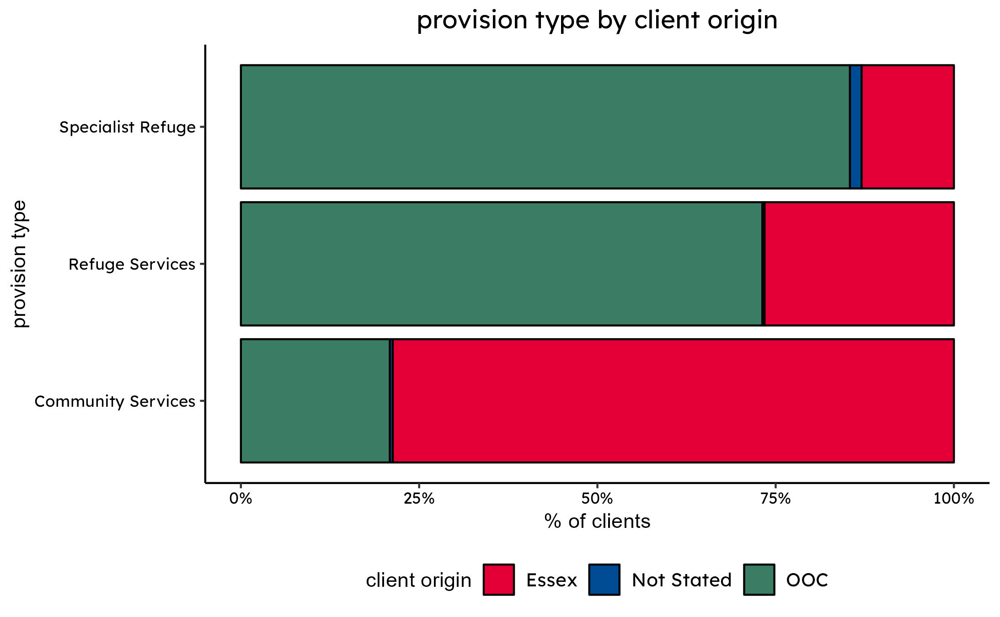 provision type by client origin
provision type
Specialist Refuge
Refuge Services
Community Services
0% 25% 50% 75% 100%
% of clients
client origin Essex Not Stated OOC